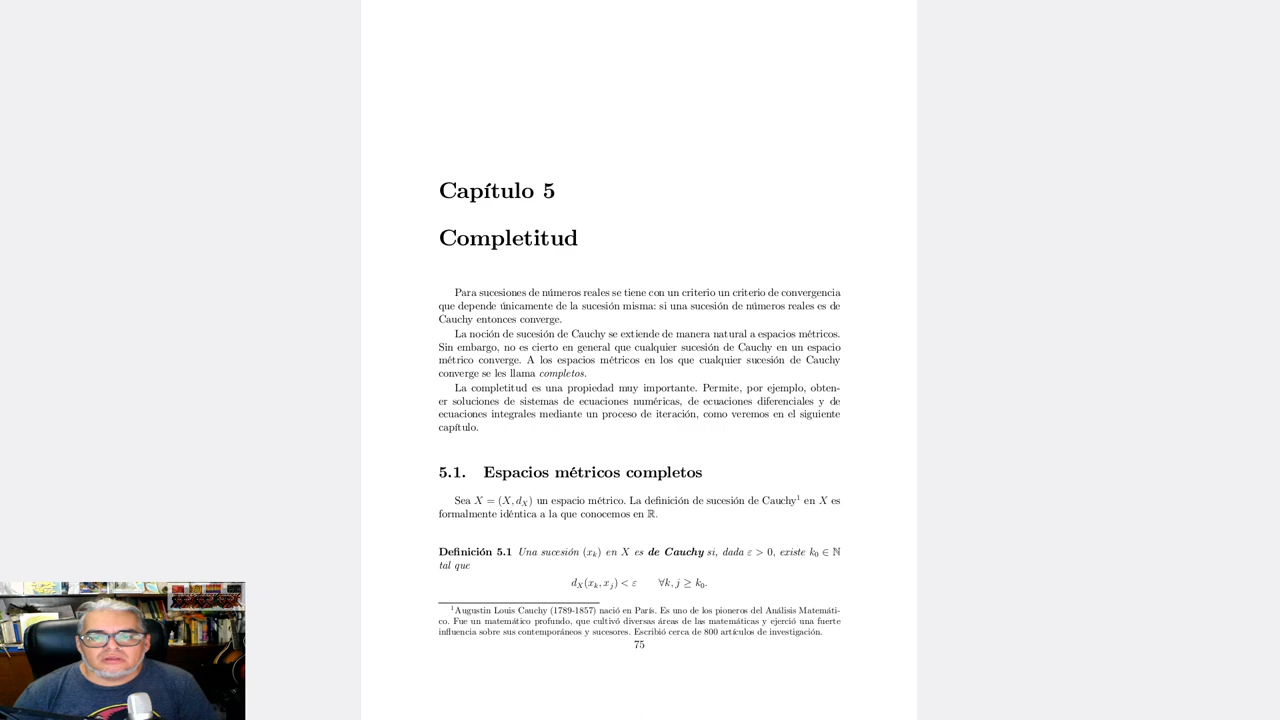 Capítulo 5
Completitud
Para sucesiones de números reales se tiene con un criterio un criterio de convergencia
que depende únicamente de la sucesión misma: si una sucesión de números reales es de
Cauchy entonces converge.
La noción de sucesión de Cauchy se extiende de manera natural a espacios métricos.
Sin embargo, no es cierto en general que cualquier sucesión de Cauchy en un espacio
métrico converge. A los espacios métricos en los que cualquier sucesión de Cauchy
converge se les llama completos.
La completitud es una propiedad muy importante. Permite, por ejemplo, obten-
er soluciones de sistemas de ecuaciones numéricas, de ecuaciones diferenciales y de
ecuaciones integrales mediante un proceso de iteración, como veremos en el siguiente
capítulo.
5.1. Espacios métricos completos
Sea X = (X, d_X) un espacio métrico. La definición de sucesión de Cauchy¹ en X es
formalmente idéntica a la que conocemos en ℝ.
Definición 5.1 Una sucesión (x_k) en X es de Cauchy si, dada ε > 0, existe k_0 ∈ ℕ
tal que
d_X(x_k, x_j) < ε ∀k, j ≥ k_0.
¹Augustin Louis Cauchy (1789-1857) nació en París. Es uno de los pioneros del Análisis Matemáti-
co. Fue un matemático profundo, que cultivó diversas áreas de las matemáticas y ejerció una fuerte
influencia sobre sus contemporáneos y sucesores. Escribió cerca de 800 artículos de investigación.
75